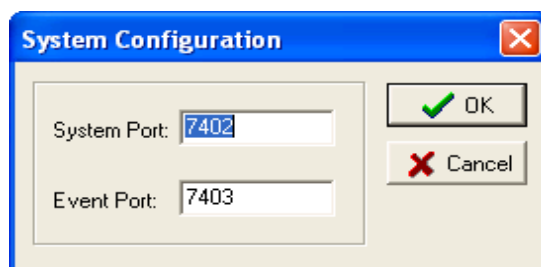 System Configuration
System Port: 7402
OK
Cancel
Event Port: 7403